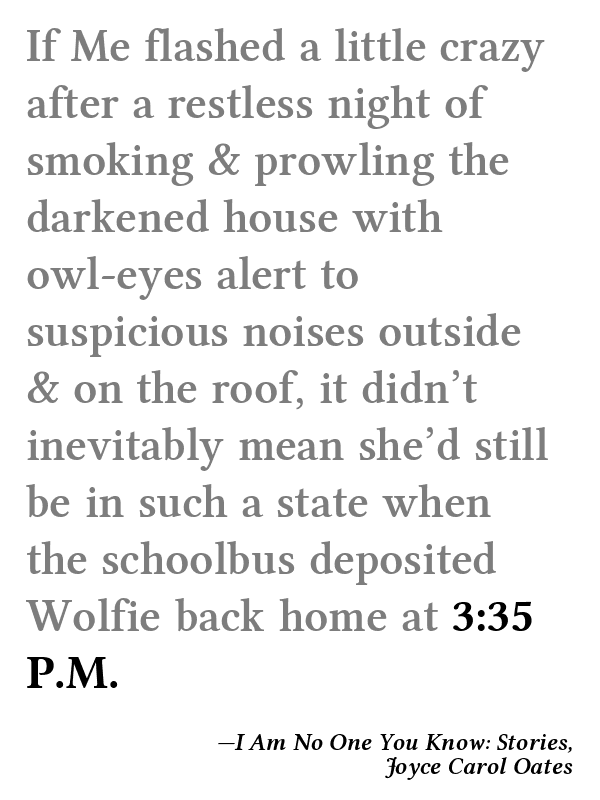 If Me flashed a little crazy
after a restless night of
smoking & prowling the
darkened house with
owl-eyes alert to
suspicious noises outside
& on the roof, it didn’t
inevitably mean she’d still
be in such a state when
the schoolbus deposited
Wolfie back home at 3:35
P.M.
—I Am No One You Know: Stories,
Joyce Carol Oates